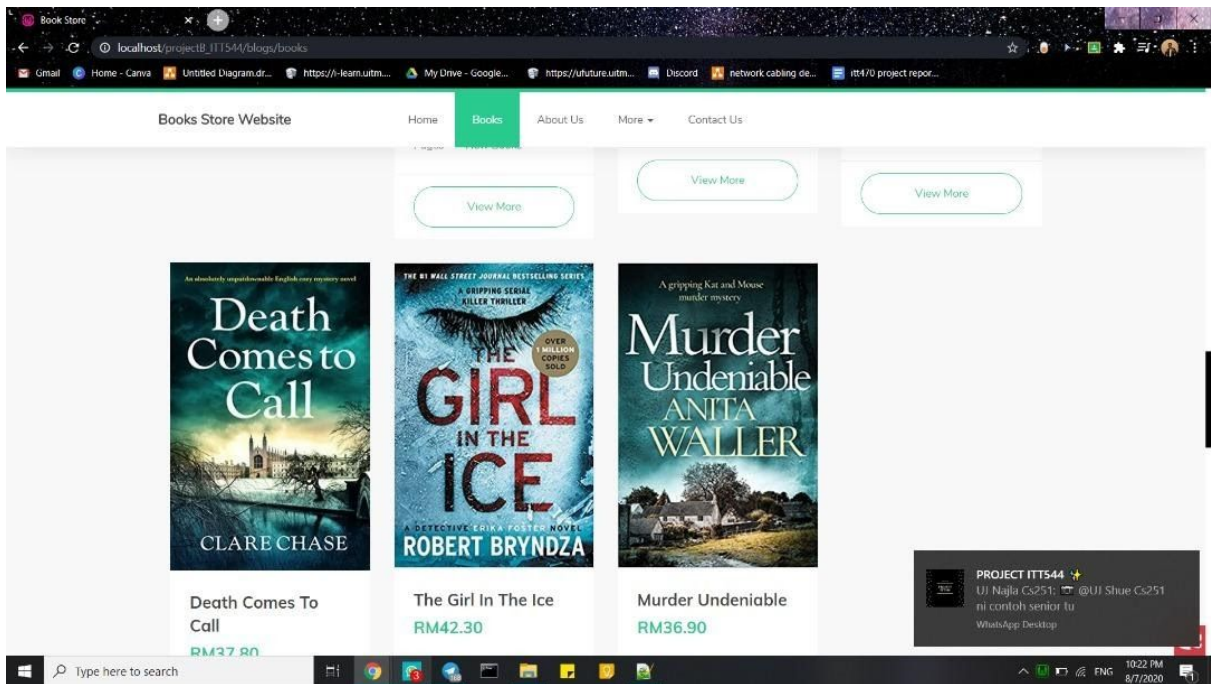 Book Store
localhost/projectB_ITT544/blogs/books
Gmail
Home - Canva
Untitled Diagram.dr...
https://i-learn.uitm...
My Drive - Google...
https://ufuture.uitm...
Discord
network cabling de...
itt470 project repor...
Books Store Website
Home
Books
About Us
More
Contact Us
View More
View More
View More
An absolutely unputdownable English cozy mystery novel
Death
Comes to
Call
CLARE CHASE
THE #1 WALL STREET JOURNAL BESTSELLING SERIES
A GRIPPING SERIAL
KILLER THRILLER
OVER
1 MILLION
COPIES
SOLD
THE
GIRL
IN THE
ICE
A DETECTIVE ERIKA FOSTER NOVEL
ROBERT BRYNDZA
A gripping Kat and Mouse
murder mystery
Murder
Undeniable
ANITA
WALLER
Death Comes To
Call
RM37.80
The Girl In The Ice
RM42.30
Murder Undeniable
RM36.90
PROJECT ITT544 ✨
UJ Najla Cs251: 📷 @UJ Shue Cs251
ni contoh senior tu
WhatsApp Desktop
Type here to search
ENG
10:22 PM
8/7/2020